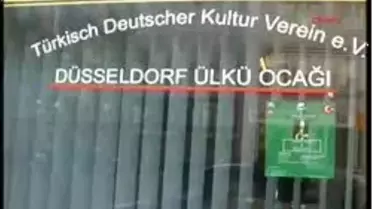 Türkisch Deutscher Kultur Verein e.V.
DÜSSELDORF ÜLKÜ OCAĞI